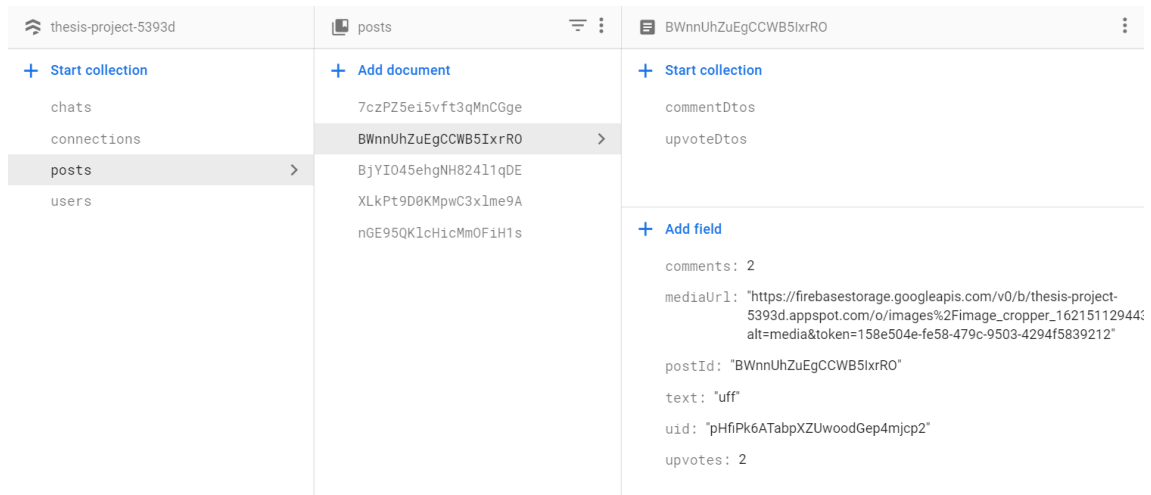 thesis-project-5393d
posts
BWnnUhZuEgCCWB5IxrRO
Start collection
Add document
Start collection
chats
connections
posts
users
7czPZ5ei5vft3qMnCGge
BWnnUhZuEgCCWB5IxrRO
BjYIO45ehgNH824l1qDE
XLkPt9D0KMpwC3xlme9A
nGE95QKlcHicMmOFiH1s
commentDtos
upvoteDtos
Add field
comments: 2
mediaUrl: "https://firebasestorage.googleapis.com/v0/b/thesis-project-
5393d.appspot.com/o/images%2Fimage_cropper_162151129443
alt=media&token=158e504e-fe58-479c-9503-4294f5839212"
postId: "BWnnUhZuEgCCWB5IxrRO"
text: "uff"
uid: "pHfiPk6ATabpXZUwoodGep4mjcp2"
upvotes: 2